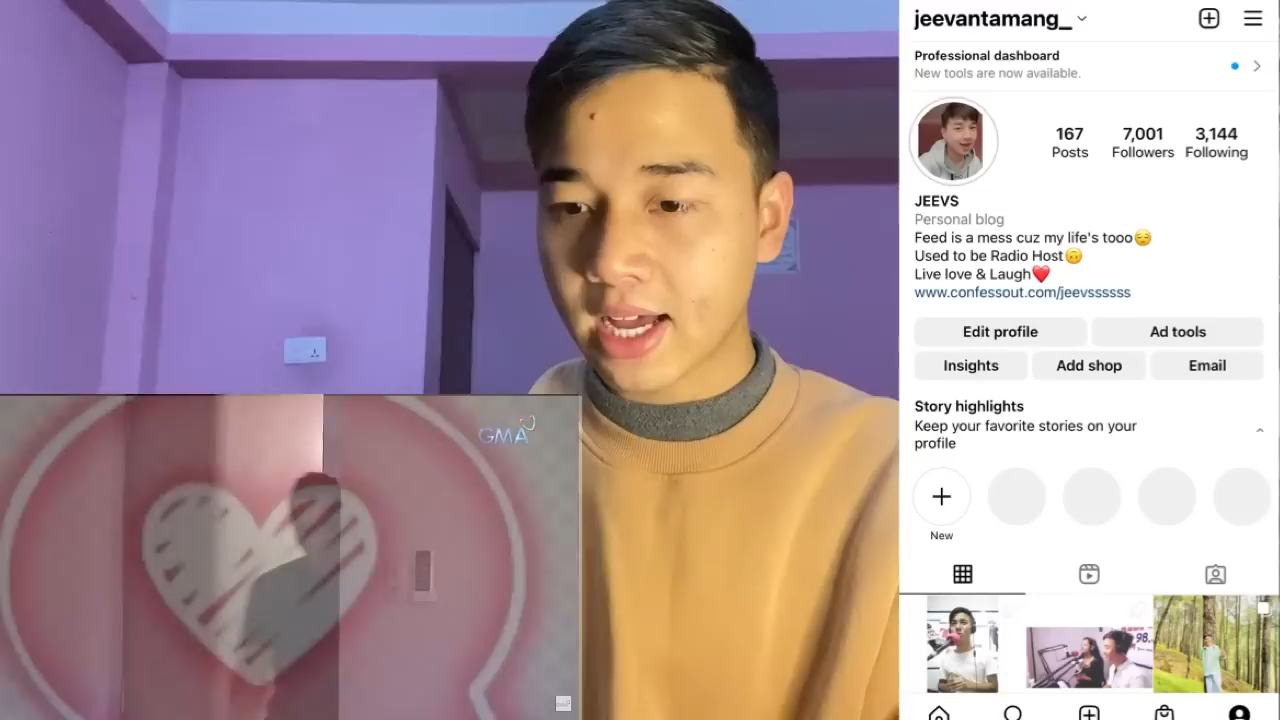 jeevantamang_
Professional dashboard
New tools are now available.
167
7,001
3,144
Posts
Followers
Following
JEEVS
Personal blog
Feed is a mess cuz my life's tooo😌
Used to be Radio Host🙃
Live love & Laugh❤️
www.confessout.com/jeevssssss
Edit profile
Ad tools
Insights
Add shop
Email
Story highlights
Keep your favorite stories on your
profile
New
98.
GMA